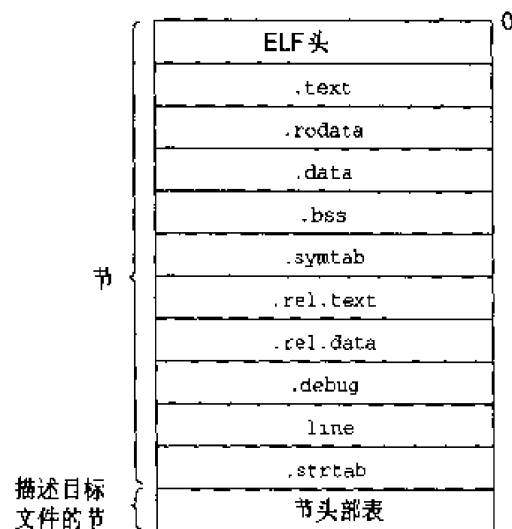 0
ELF头
.text
.rodata
.data
.bss
.symtab
节
.rel.text
.rel.data
.debug
line
.strtab
描述目标
文件的节
节头部表